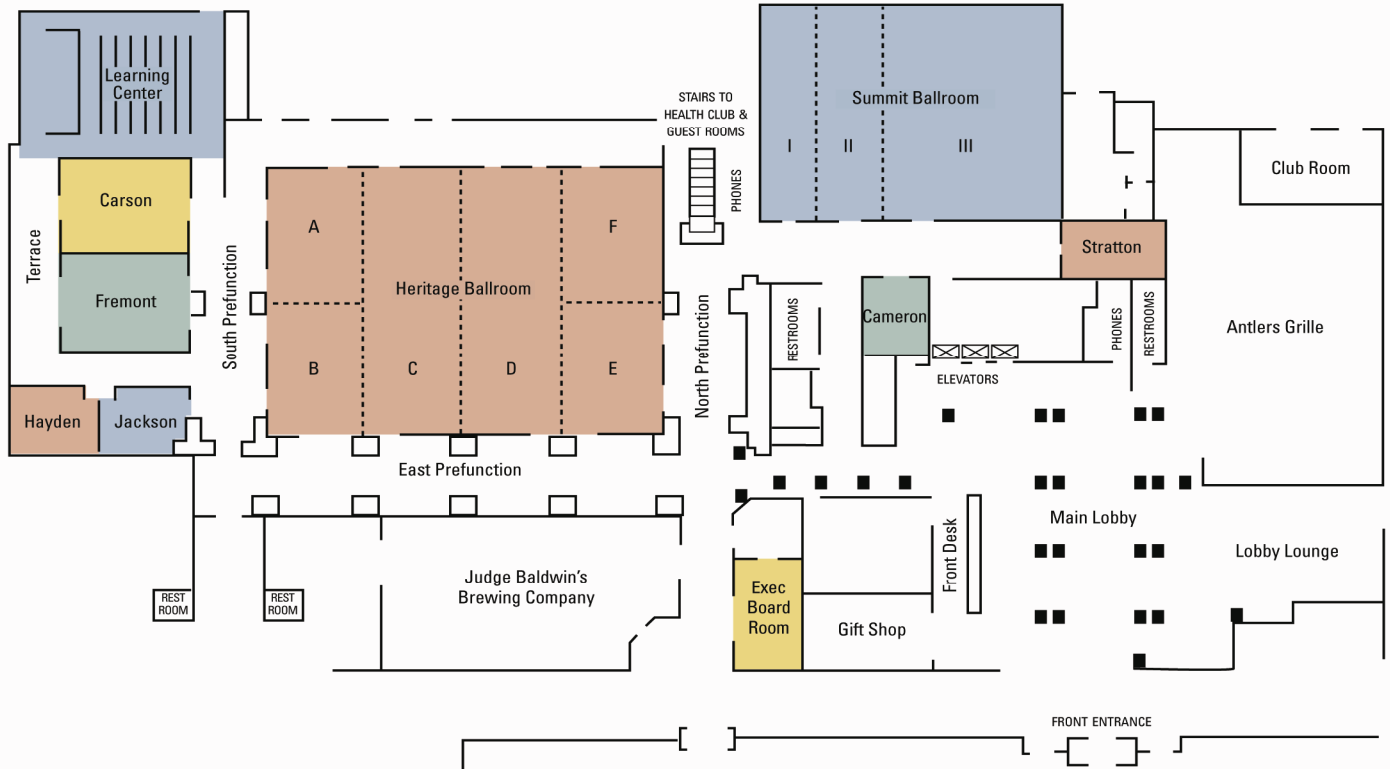 Learning
Center
STAIRS TO
HEALTH CLUB &
GUEST ROOMS
PHONES
Summit Ballroom
I
II
III
Club Room
Carson
Terrace
Fremont
South Prefunction
A
F
Heritage Ballroom
B
C
D
E
North Prefunction
RESTROOMS
Cameron
Stratton
PHONES
RESTROOMS
Antlers Grille
ELEVATORS
Hayden
Jackson
East Prefunction
Main Lobby
Front Desk
Lobby Lounge
REST
ROOM
REST
ROOM
Judge Baldwin's
Brewing Company
Exec
Board
Room
Gift Shop
FRONT ENTRANCE